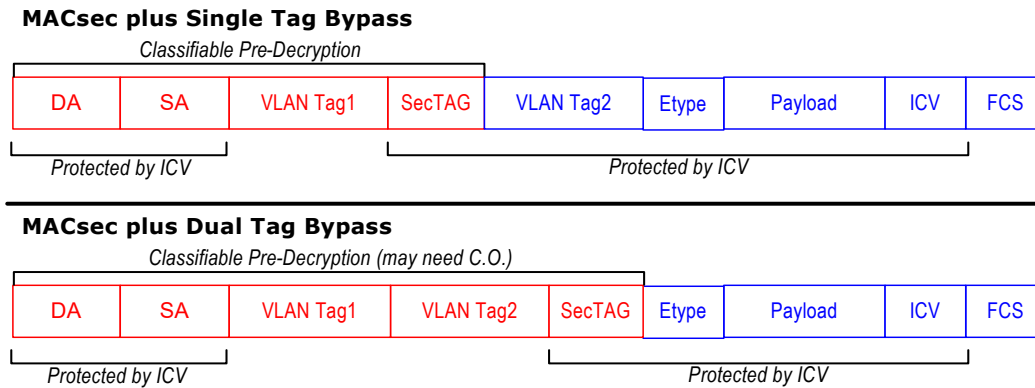 MACsec plus Single Tag Bypass
Classifiable Pre-Decryption
DA SA VLAN Tag1 SecTAG VLAN Tag2 Etype Payload ICV FCS
Protected by ICV Protected by ICV
MACsec plus Dual Tag Bypass
Classifiable Pre-Decryption (may need C.O.)
DA SA VLAN Tag1 VLAN Tag2 SecTAG Etype Payload ICV FCS
Protected by ICV Protected by ICV